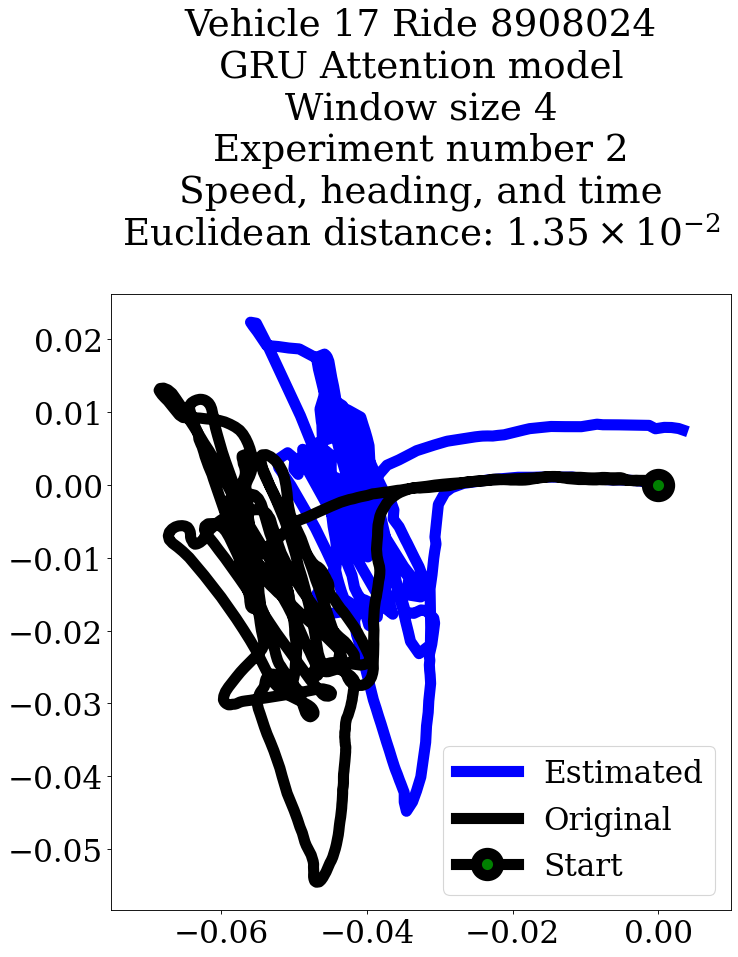 Vehicle 17 Ride 8908024
GRU Attention model
Window size 4
Experiment number 2
Speed, heading, and time
Euclidean distance: 1.35 × 10⁻²
0.02
0.01
0.00
−0.01
−0.02
−0.03
−0.04
−0.05
Estimated
Original
Start
−0.06
−0.04
−0.02
0.00